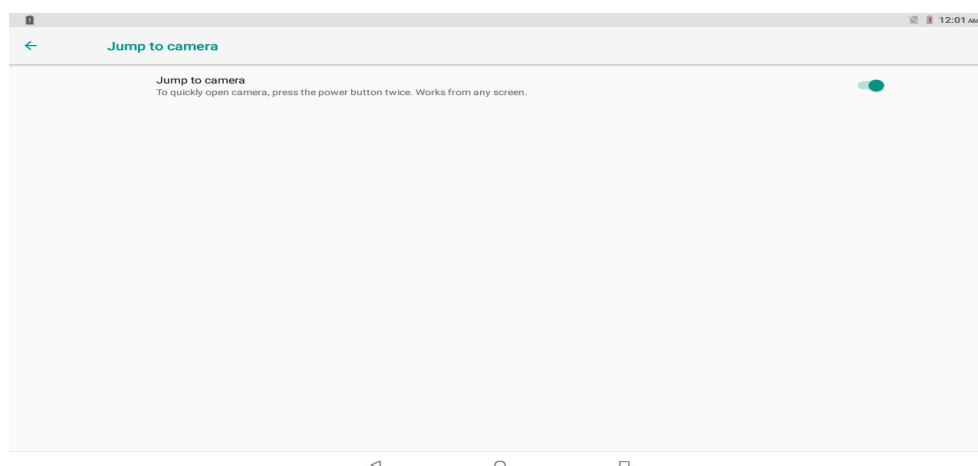 12:01 AM
Jump to camera
Jump to camera
To quickly open camera, press the power button twice. Works from any screen.